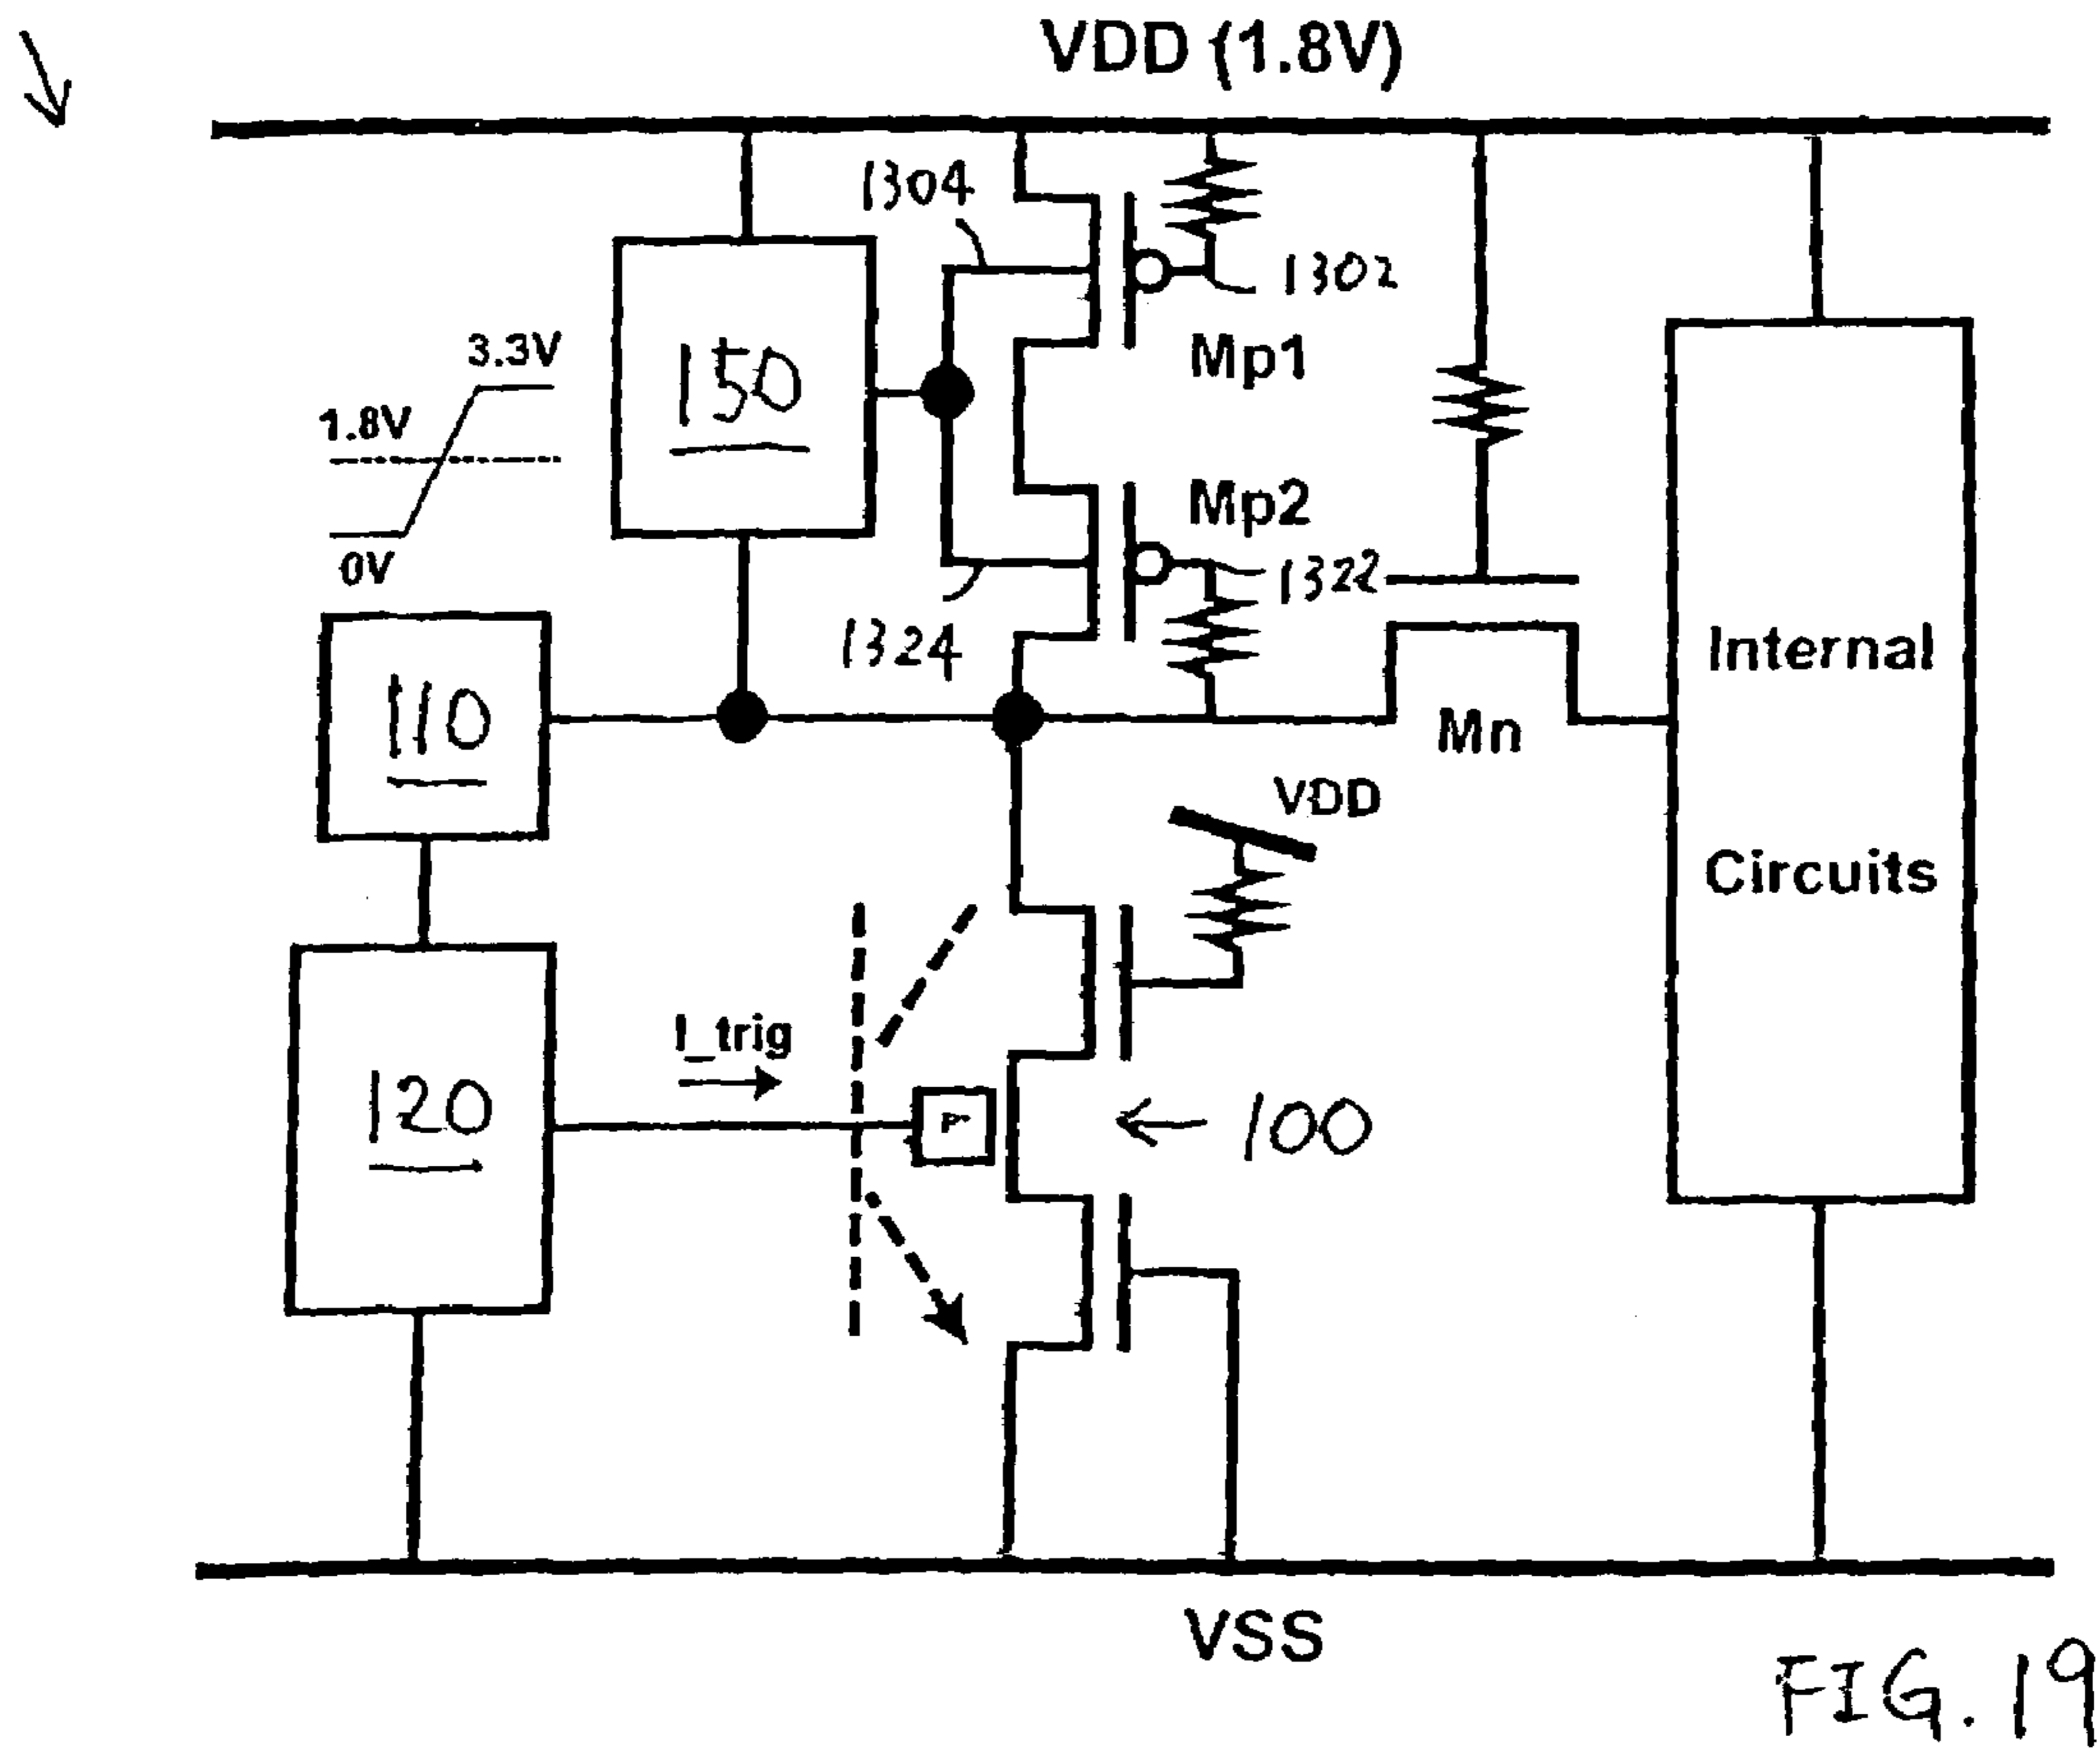 VDD (1.8V)
1304
1302
3.3V
150
Mp1
1.8V
Mp2
0V
1322
1324
Internal
110
Mn
VDD
Circuits
I_trig
120
P+
100
VSS
FIG. 19